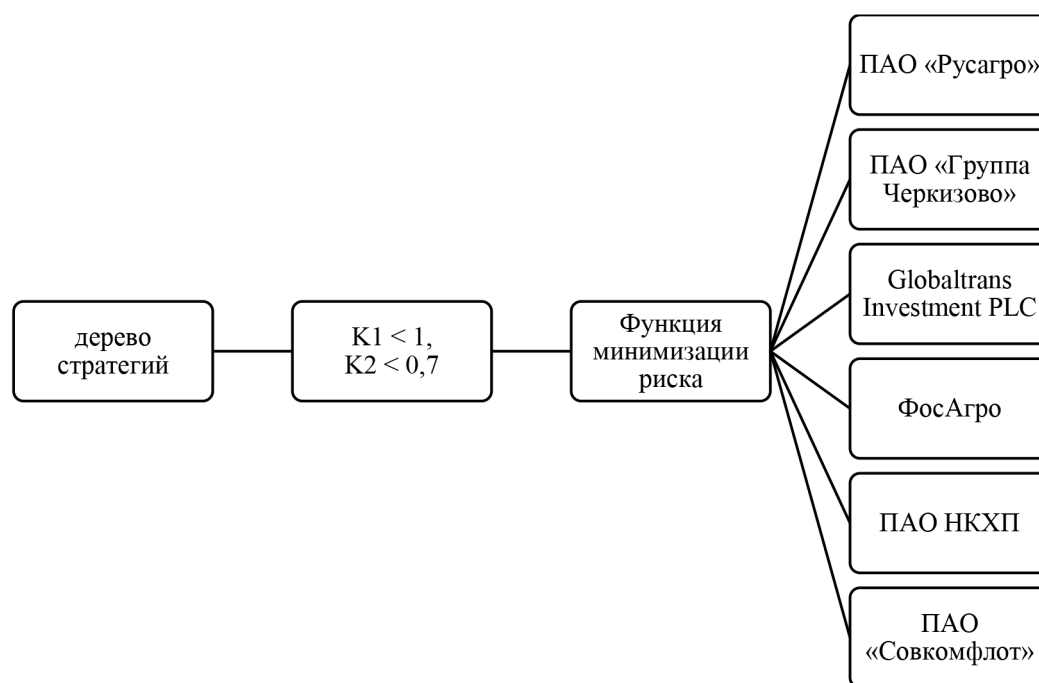 дерево
стратегий
K1 < 1,
K2 < 0,7
Функция
минимизации
риска
ПАО «Русагро»
ПАО «Группа
Черкизово»
Globaltrans
Investment PLC
ФосАгро
ПАО НКХП
ПАО
«Совкомфлот»